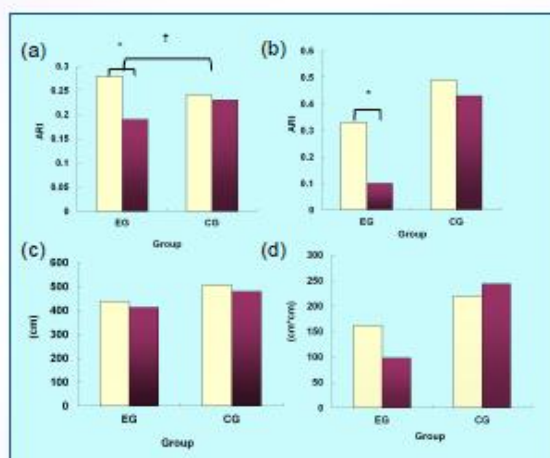 (a)
*
†
0.3
0.25
0.2
0.15
0.1
0.05
0
ARI
EG
CG
Group
(b)
*
0.6
0.5
0.4
0.3
0.2
0.1
0
ARI
EG
CG
Group
(c)
600
500
400
300
200
100
0
(cm)
EG
CG
Group
(d)
300
250
200
150
100
50
0
(cm*cm)
EG
CG
Group